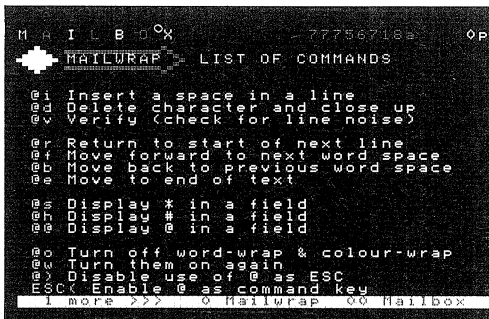 MAILBOX 77756718a 0p
MAILWRAP LIST OF COMMANDS
@i Insert a space in a line
@d Delete character and close up
@v Verify (check for line noise)
@r Return to start of next line
@f Move forward to next word space
@b Move back to previous word space
@e Move to end of text
@s Display * in a field
@h Display # in a field
@@ Display @ in a field
@o Turn off word-wrap & colour-wrap
@w Turn them on again
@) Disable use of @ as ESC
ESC( Enable @ as command key
1 more >>> 0 Mailwrap 00 Mailbox